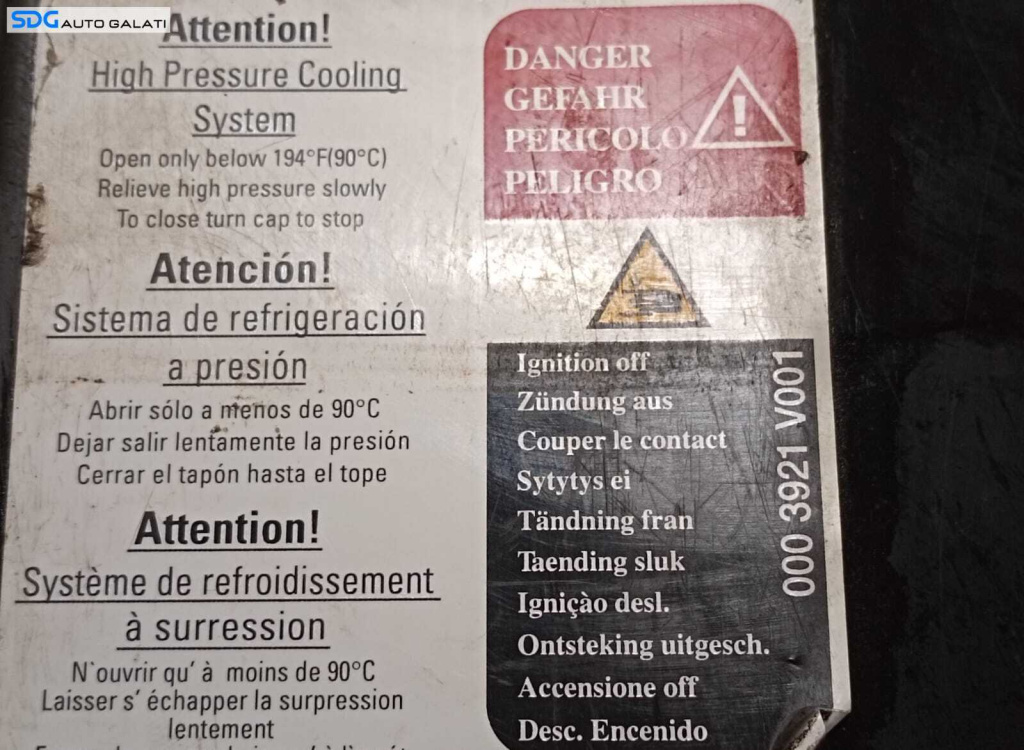 SDG AUTO GALATI
Attention!
High Pressure Cooling
System
Open only below 194°F(90°C)
Relieve high pressure slowly
To close turn cap to stop
Atención!
Sistema de refrigeración
a presión
Abrir sólo a menos de 90°C
Dejar salir lentamente la presión
Cerrar el tapón hasta el tope
Attention!
Système de refroidissement
à surression
N`ouvrir qu' à moins de 90°C
Laisser s' échapper la surpression
lentement
DANGER
GEFAHR
PERICOLO
PELIGRO
!
Ignition off
Zündung aus
Couper le contact
Sytytys ei
Tändning fran
Taending sluk
Igniçào desl.
Ontsteking uitgesch.
Accensione off
Desc. Encenido
000 3921 V001